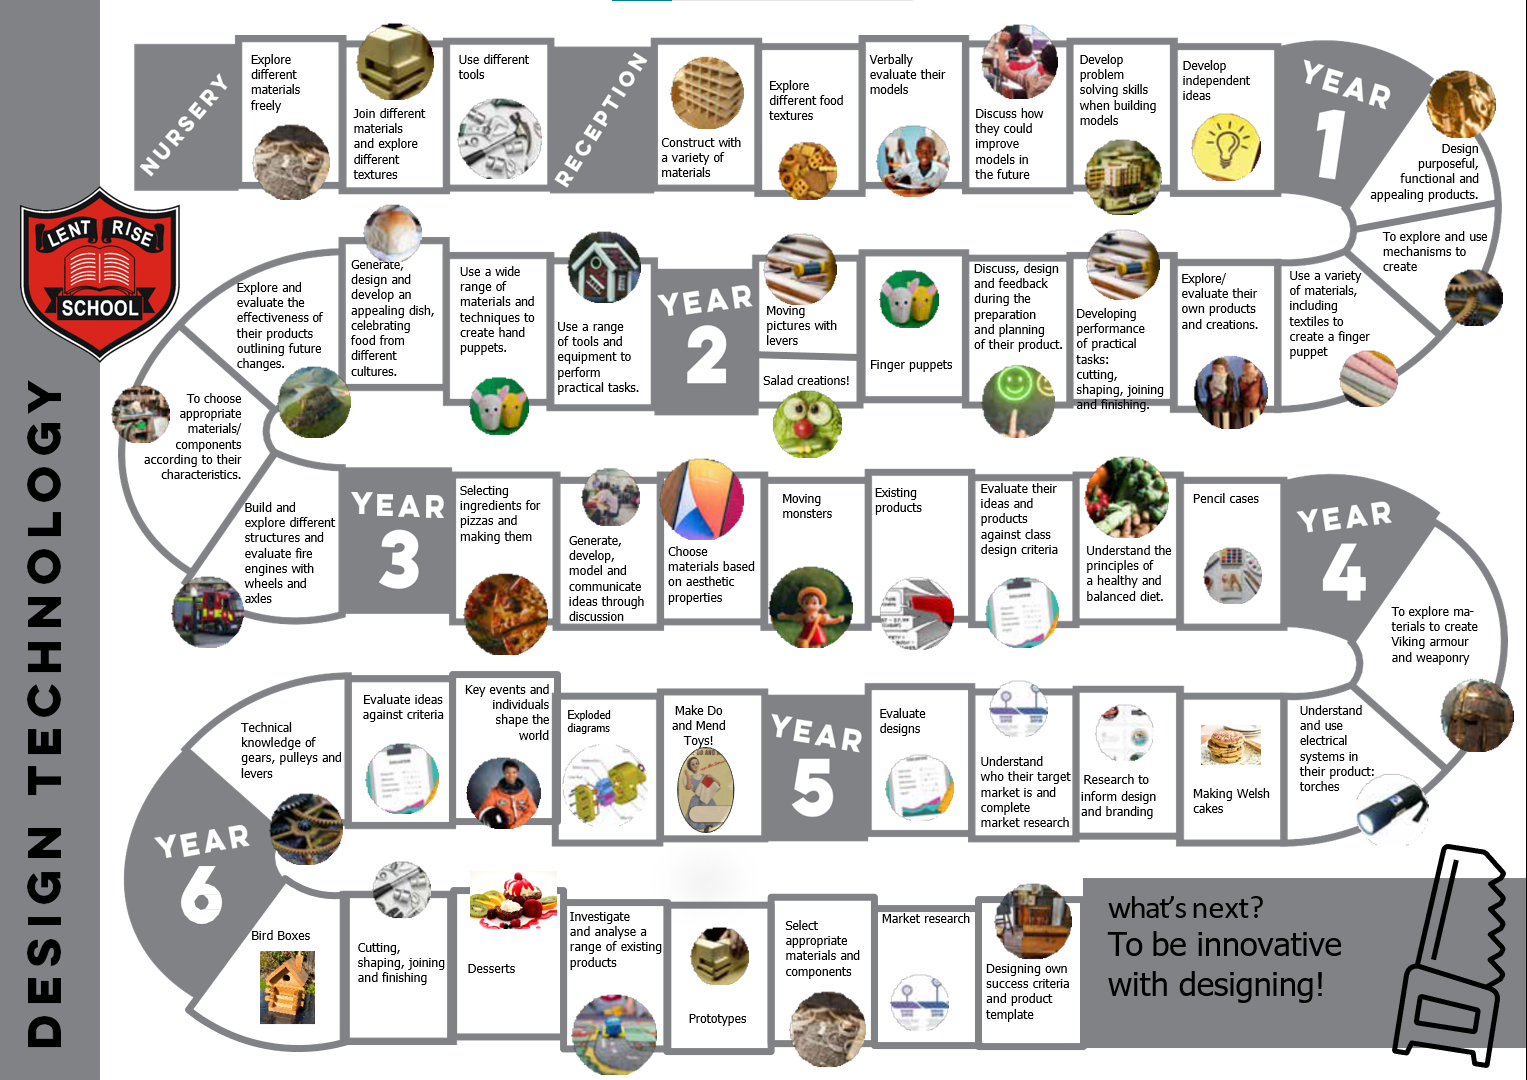 DESIGN TECHNOLOGY
LENT RISE
SCHOOL
NURSERY
Explore
different
materials
freely
Join different
materials
and explore
different
textures
Use different
tools
RECEPTION
Construct with
a variety of
materials
Explore
different food
textures
Verbally
evaluate their
models
Discuss how
they could
improve
models in
the future
Develop
problem
solving skills
when building
models
Develop
independent
ideas
YEAR
1
Design
purposeful,
functional and
appealing products.
To explore and use
mechanisms to
create
Use a variety
of materials,
including
textiles to
create a finger
puppet
Explore/
evaluate their
own products
and creations.
Developing
performance
of practical
tasks:
cutting,
shaping, joining
and finishing.
Discuss, design
and feedback
during the
preparation
and planning
of their product.
Finger puppets
Moving
pictures with
levers
Salad creations!
YEAR
2
Use a range
of tools and
equipment to
perform
practical tasks.
Use a wide
range of
materials and
techniques to
create hand
puppets.
Generate,
design and
develop an
appealing dish,
celebrating
food from
different
cultures.
Explore and
evaluate the
effectiveness of
their products
outlining future
changes.
To choose
appropriate
materials/
components
according to their
characteristics.
Build and
explore different
structures and
evaluate fire
engines with
wheels and
axles
YEAR
3
Selecting
ingredients for
pizzas and
making them
Generate,
develop,
model and
communicate
ideas through
discussion
Choose
materials based
on aesthetic
properties
Moving
monsters
Existing
products
Evaluate their
ideas and
products
against class
design criteria
Understand the
principles of
a healthy and
balanced diet.
Pencil cases
YEAR
4
To explore ma-
terials to create
Viking armour
and weaponry
Understand
and use
electrical
systems in
their product:
torches
Making Welsh
cakes
Research to
inform design
and branding
Understand
who their target
market is and
complete
market research
Evaluate
designs
YEAR
5
Make Do
and Mend
Toys!
Exploded
diagrams
Key events and
individuals
shape the
world
Evaluate ideas
against criteria
Technical
knowledge of
gears, pulleys and
levers
YEAR
6
Bird Boxes
Cutting,
shaping, joining
and finishing
Desserts
Investigate
and analyse a
range of existing
products
Prototypes
Select
appropriate
materials and
components
Market research
Designing own
success criteria
and product
template
what's next?
To be innovative
with designing!